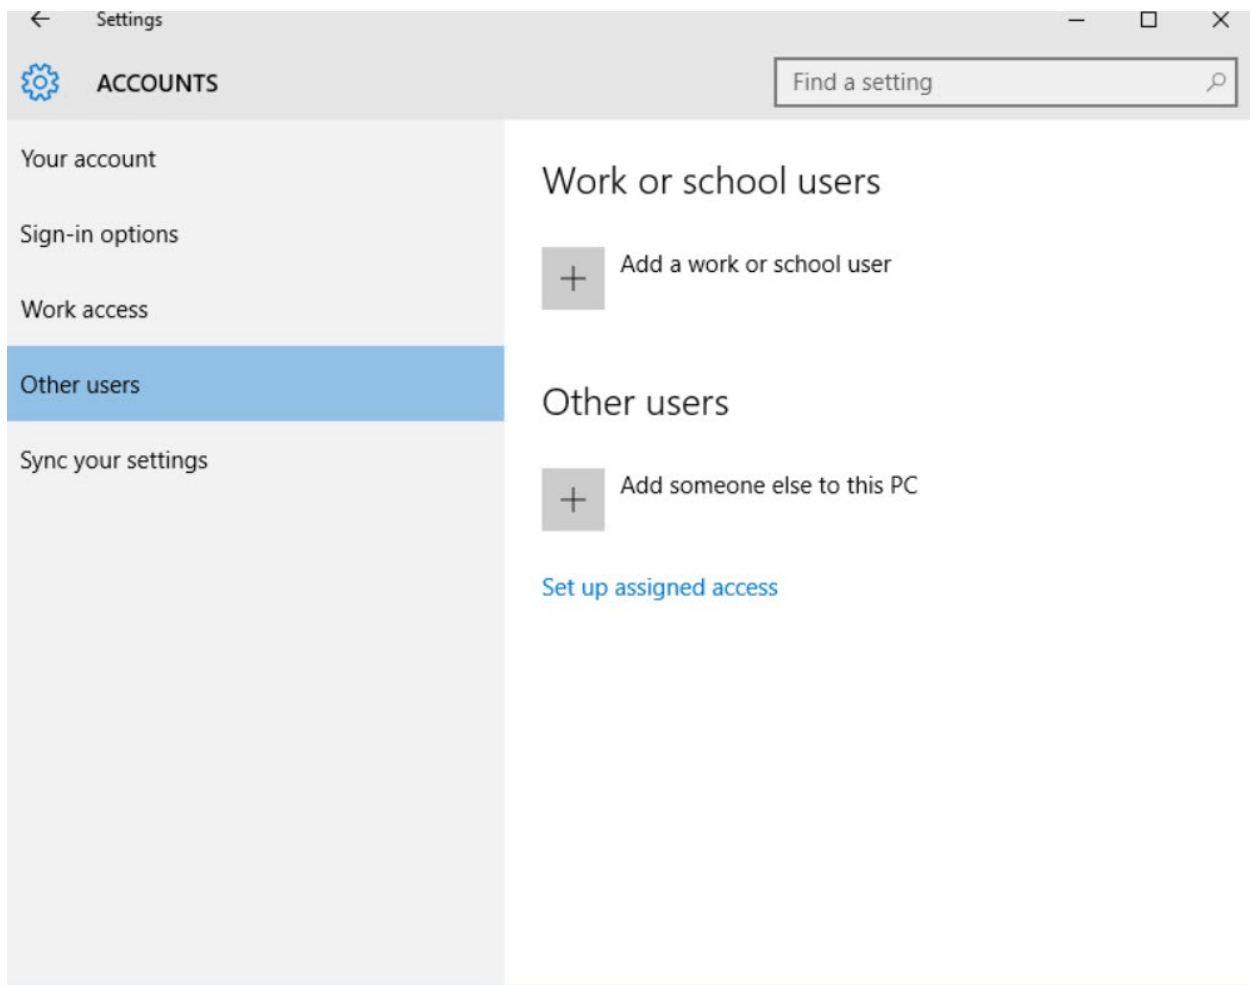 Settings
ACCOUNTS
Find a setting
Your account
Sign-in options
Work access
Other users
Sync your settings
Work or school users
Add a work or school user
Other users
Add someone else to this PC
Set up assigned access